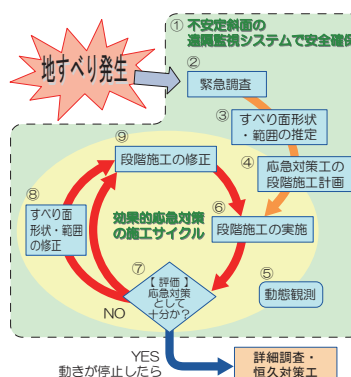 ① 不安定斜面の
遠隔監視システムで安全確保
地すべり発生
②
緊急調査
③
すべり面形状
・範囲の推定
④
応急対策工の
段階施工計画
⑨
段階施工の修正
⑧
すべり面
形状・範囲
の修正
効果的応急対策
の施工サイクル
⑥
段階施工の実施
⑦
【評価】
応急対策
として
十分か?
⑤
動態観測
NO
YES
動きが停止したら
詳細調査・
恒久対策工